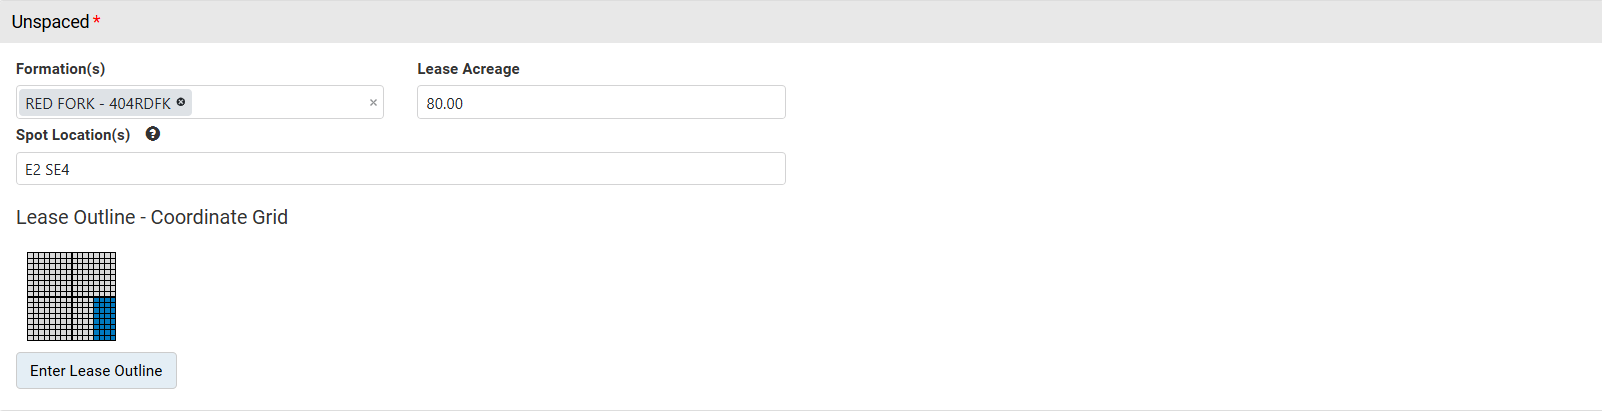 Unspaced *
Formation(s)
Lease Acreage
RED FORK - 404RDFK
80.00
Spot Location(s)
E2 SE4
Lease Outline - Coordinate Grid
Enter Lease Outline